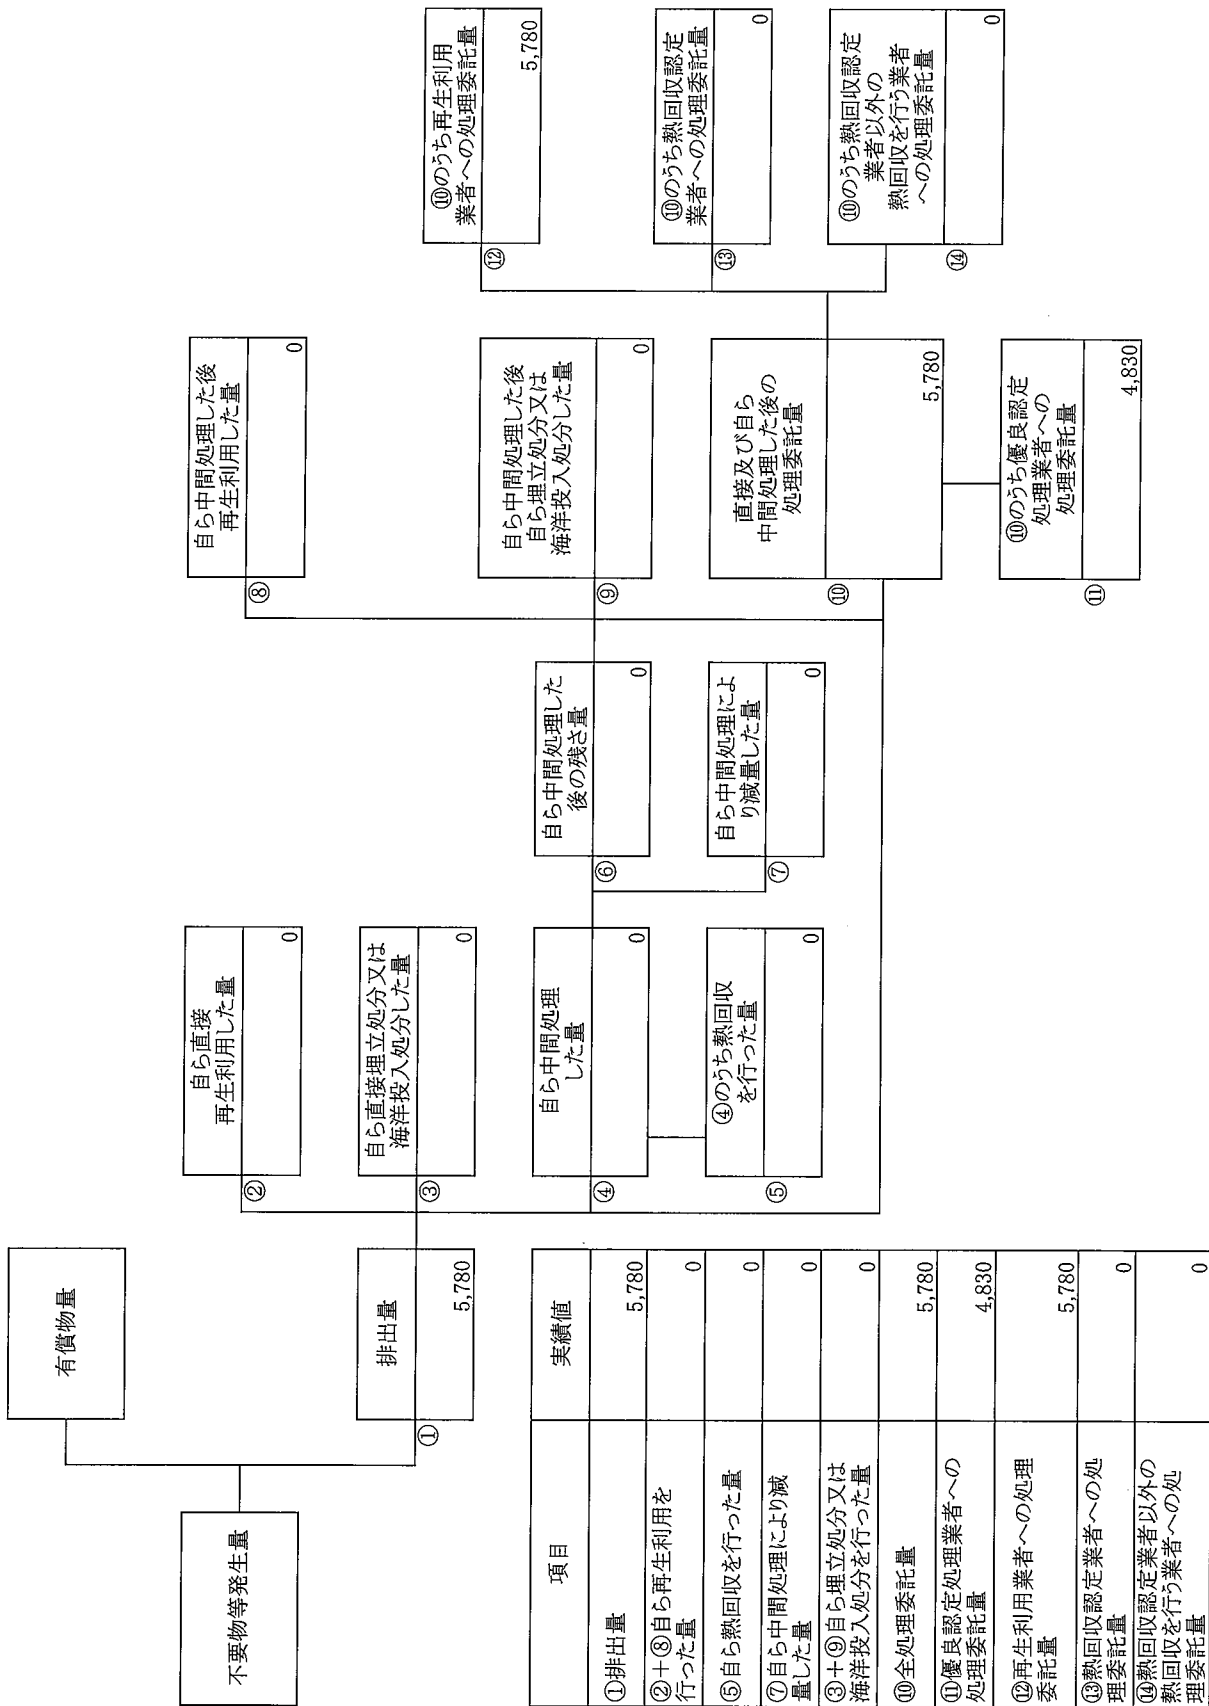 不要物等発生量
有償物量
①
排出量
5,780
②
自ら直接
再生利用した量
0
③
自ら直接埋立処分又は
海洋投入処分した量
0
④
自ら中間処理
した量
0
⑤
④のうち熱回収
を行った量
0
⑥
自ら中間処理した
後の残さ量
0
⑦
自ら中間処理によ
り減量した量
0
⑧
自ら中間処理した後
再生利用した量
0
⑨
自ら中間処理した後
自ら埋立処分又は
海洋投入処分した量
0
⑩
直接及び自ら
中間処理した後の
処理委託量
5,780
⑪
⑩のうち優良認定
処理業者への
処理委託量
4,830
⑫
⑩のうち再生利用
業者への処理委託量
5,780
⑬
⑩のうち熱回収認定
業者への処理委託量
0
⑭
⑩のうち熱回収認定
業者以外の
熱回収を行う業者
への処理委託量
0
項目 実績値
①排出量 5,780
②+⑧自ら再生利用を
行った量 0
⑤自ら熱回収を行った量 0
⑦自ら中間処理により減
量した量 0
③+⑨自ら埋立処分又は
海洋投入処分を行った量 0
⑩全処理委託量 5,780
⑪優良認定処理業者への
処理委託量 4,830
⑫再生利用業者への処理
委託量 5,780
⑬熱回収認定業者への処
理委託量 0
⑭熱回収認定業者以外の
熱回収を行う業者への処
理委託量 0